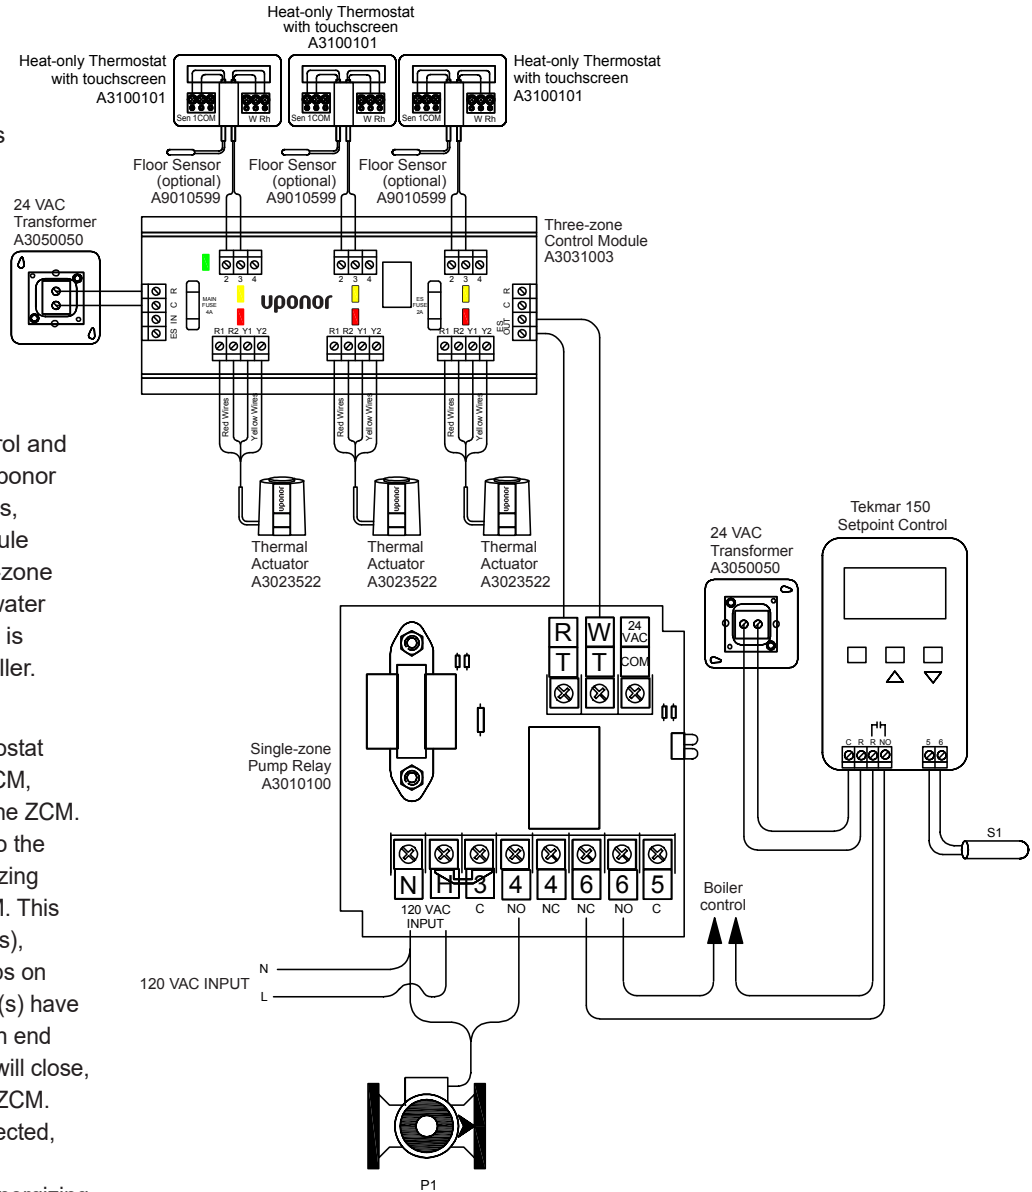 Heat-only Thermostat
with touchscreen
A3100101
Heat-only Thermostat
with touchscreen
A3100101
Heat-only Thermostat
with touchscreen
A3100101
Sen 1COM W Rh
Sen 1COM W Rh
Sen 1COM W Rh
s
Floor Sensor
(optional)
A9010599
Floor Sensor
(optional)
A9010599
Floor Sensor
(optional)
A9010599
24 VAC
Transformer
A3050050
Three-zone
Control Module
A3031003
2 3 4
2 3 4
2 3 4
R
C
ES IN
MAIN
FUSE
4A
uponor
ES
FUSE
2A
R
C
ES
OUT
R1 R2 Y1 Y2
R1 R2 Y1 Y2
R1 R2 Y1 Y2
Red Wires
Yellow Wires
Red Wires
Yellow Wires
Red Wires
Yellow Wires
uponor
uponor
uponor
Thermal
Actuator
A3023522
Thermal
Actuator
A3023522
Thermal
Actuator
A3023522
rol and
ponor
s,
ule
-zone
water
is
ller.
ostat
CM,
he ZCM.
o the
izing
M. This
(s),
ps on
(s) have
n end
will close,
ZCM.
ected,
nergizing
24 VAC
Transformer
A3050050
Tekmar 150
Setpoint Control
C R R NO
5 6
S1
R
T
W
T
24
VAC
COM
Single-zone
Pump Relay
A3010100
N H 3 4 4 6 6 5
120 VAC
INPUT
C NO NC NC NO C
Boiler
control
120 VAC INPUT
N
L
P1